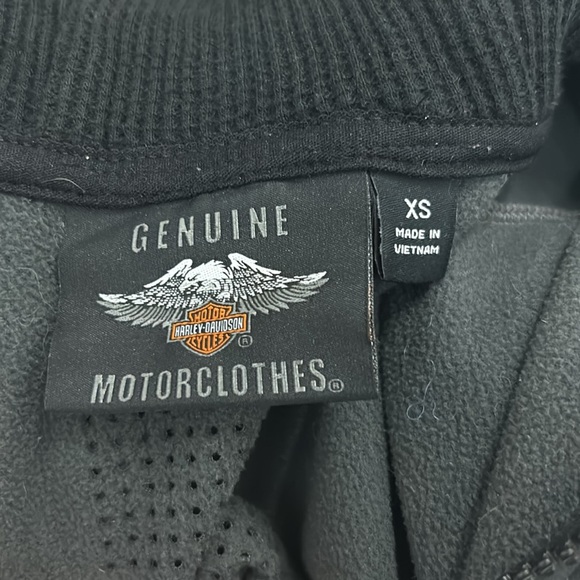 GENUINE
MOTOR
HARLEY-DAVIDSON
CYCLES
®
MOTORCLOTHES®
XS
MADE IN
VIETNAM